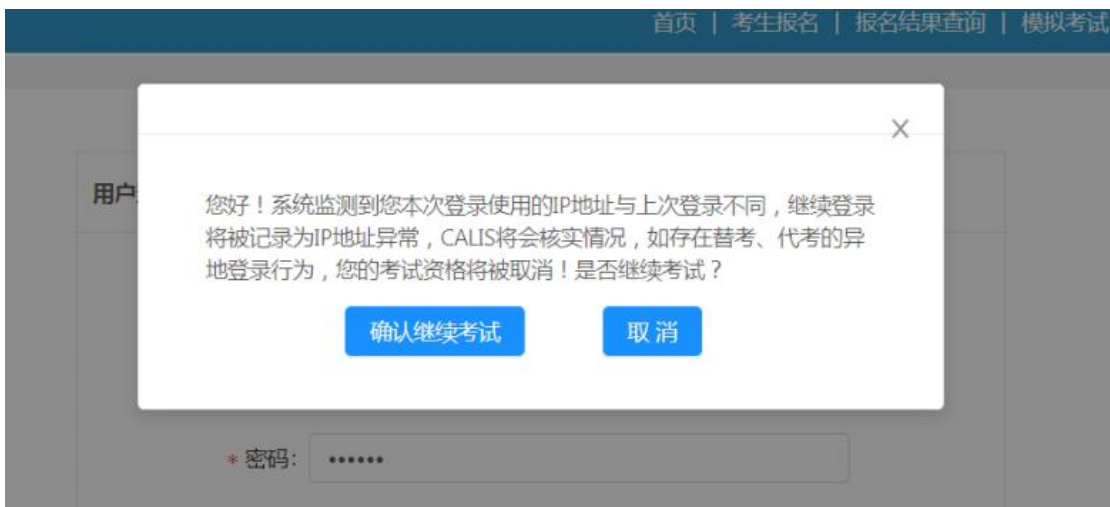 首页 | 考生报名 | 报名结果查询 | 模拟考试
X
用户
您好！系统监测到您本次登录使用的IP地址与上次登录不同，继续登录
将被记录为IP地址异常，CALIS将会核实情况，如存在替考、代考的异
地登录行为，您的考试资格将被取消！是否继续考试？
确认继续考试 取 消
* 密码： ••••••